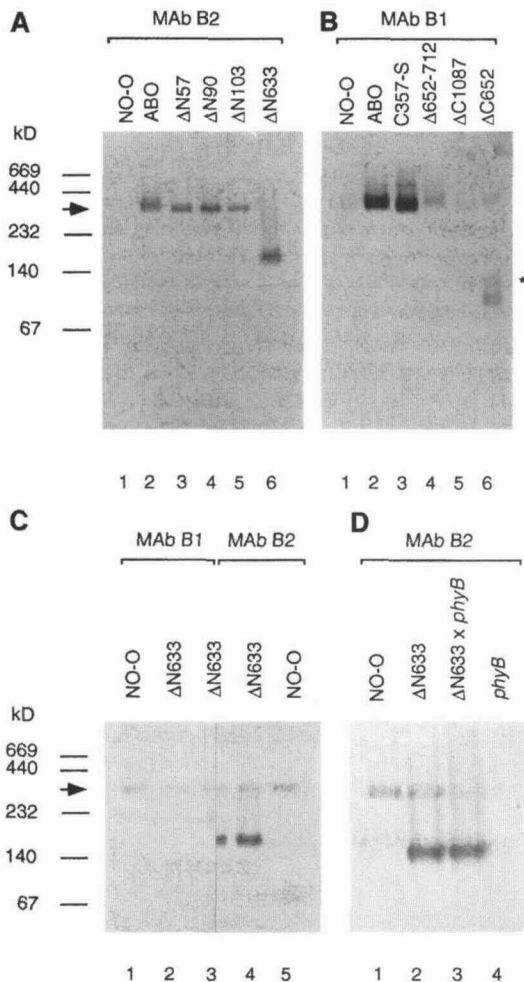 A
MAb B2
NO-O
ABO
ΔN57
ΔN90
ΔN103
ΔN633
kD
669
440
232
140
67
1 2 3 4 5 6
B
MAb B1
NO-O
ABO
C357-S
Δ652-712
ΔC1087
ΔC652
*
1 2 3 4 5 6
C
MAb B1 MAb B2
NO-O
ΔN633
ΔN633
ΔN633
NO-O
kD
669
440
232
140
67
1 2 3 4 5
D
MAb B2
NO-O
ΔN633
ΔN633 x phyB
phyB
1 2 3 4